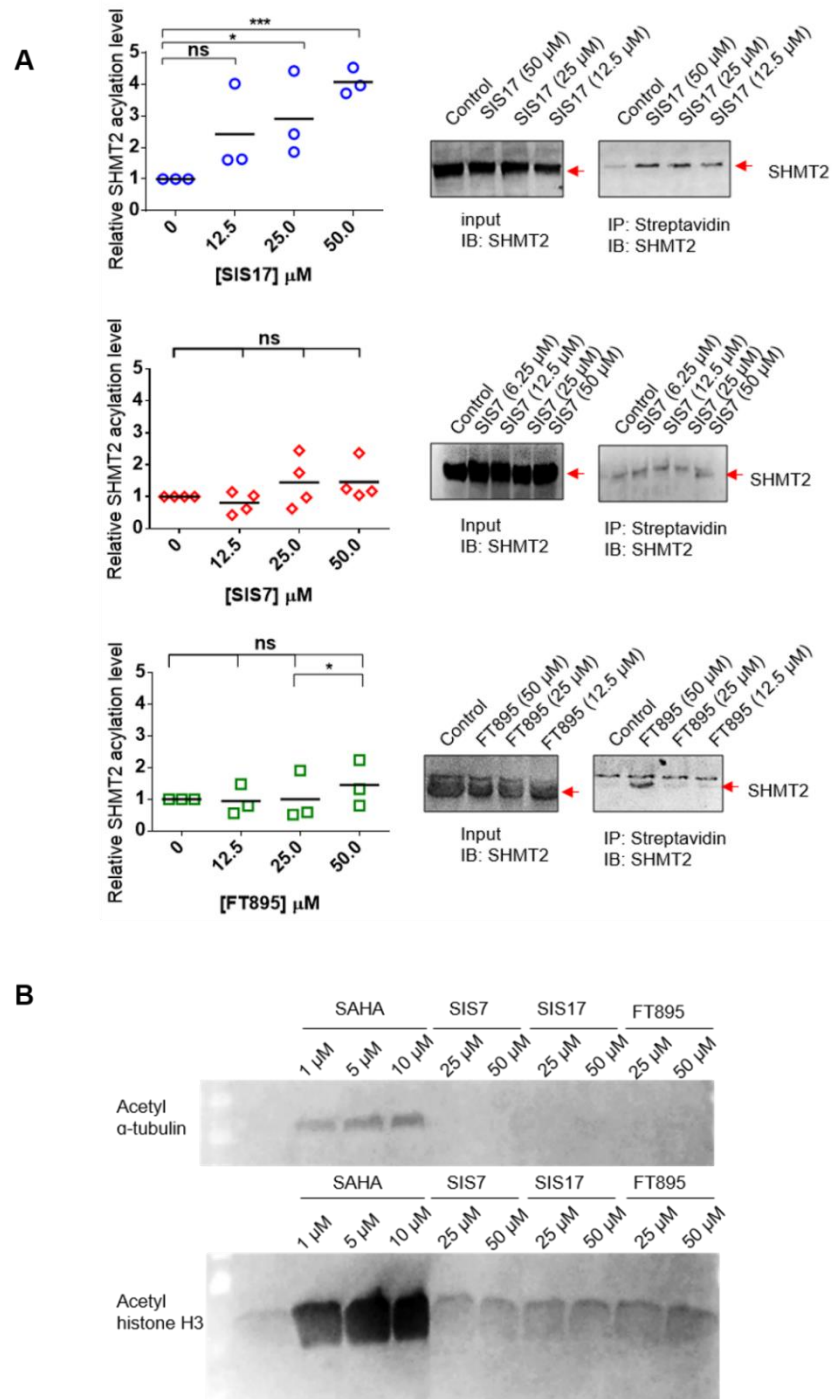 A
Relative SHMT2 acylation level
5
4
3
2
1
0
ns
*
***
0
12.5
25.0
50.0
[SIS17] µM
Control
SIS17 (50 µM)
SIS17 (25 µM)
SIS17 (12.5 µM)
input
IB: SHMT2
Control
SIS17 (50 µM)
SIS17 (25 µM)
SIS17 (12.5 µM)
SHMT2
IP: Streptavidin
IB: SHMT2
Relative SHMT2 acylation level
5
4
3
2
1
0
ns
0
12.5
25.0
50.0
[SIS7] µM
Control
SIS7 (6.25 µM)
SIS7 (12.5 µM)
SIS7 (25 µM)
SIS7 (50 µM)
Input
IB: SHMT2
Control
SIS7 (6.25 µM)
SIS7 (12.5 µM)
SIS7 (25 µM)
SIS7 (50 µM)
SHMT2
IP: Streptavidin
IB: SHMT2
Relative SHMT2 acylation level
5
4
3
2
1
0
ns
*
0
12.5
25.0
50.0
[FT895] µM
Control
FT895 (50 µM)
FT895 (25 µM)
FT895 (12.5 µM)
Input
IB: SHMT2
Control
FT895 (50 µM)
FT895 (25 µM)
FT895 (12.5 µM)
SHMT2
IP: Streptavidin
IB: SHMT2
B
SAHA SIS7 SIS17 FT895
1 µM 5 µM 10 µM 25 µM 50 µM 25 µM 50 µM 25 µM 50 µM
Acetyl
α-tubulin
SAHA SIS7 SIS17 FT895
1 µM 5 µM 10 µM 25 µM 50 µM 25 µM 50 µM 25 µM 50 µM
Acetyl
histone H3